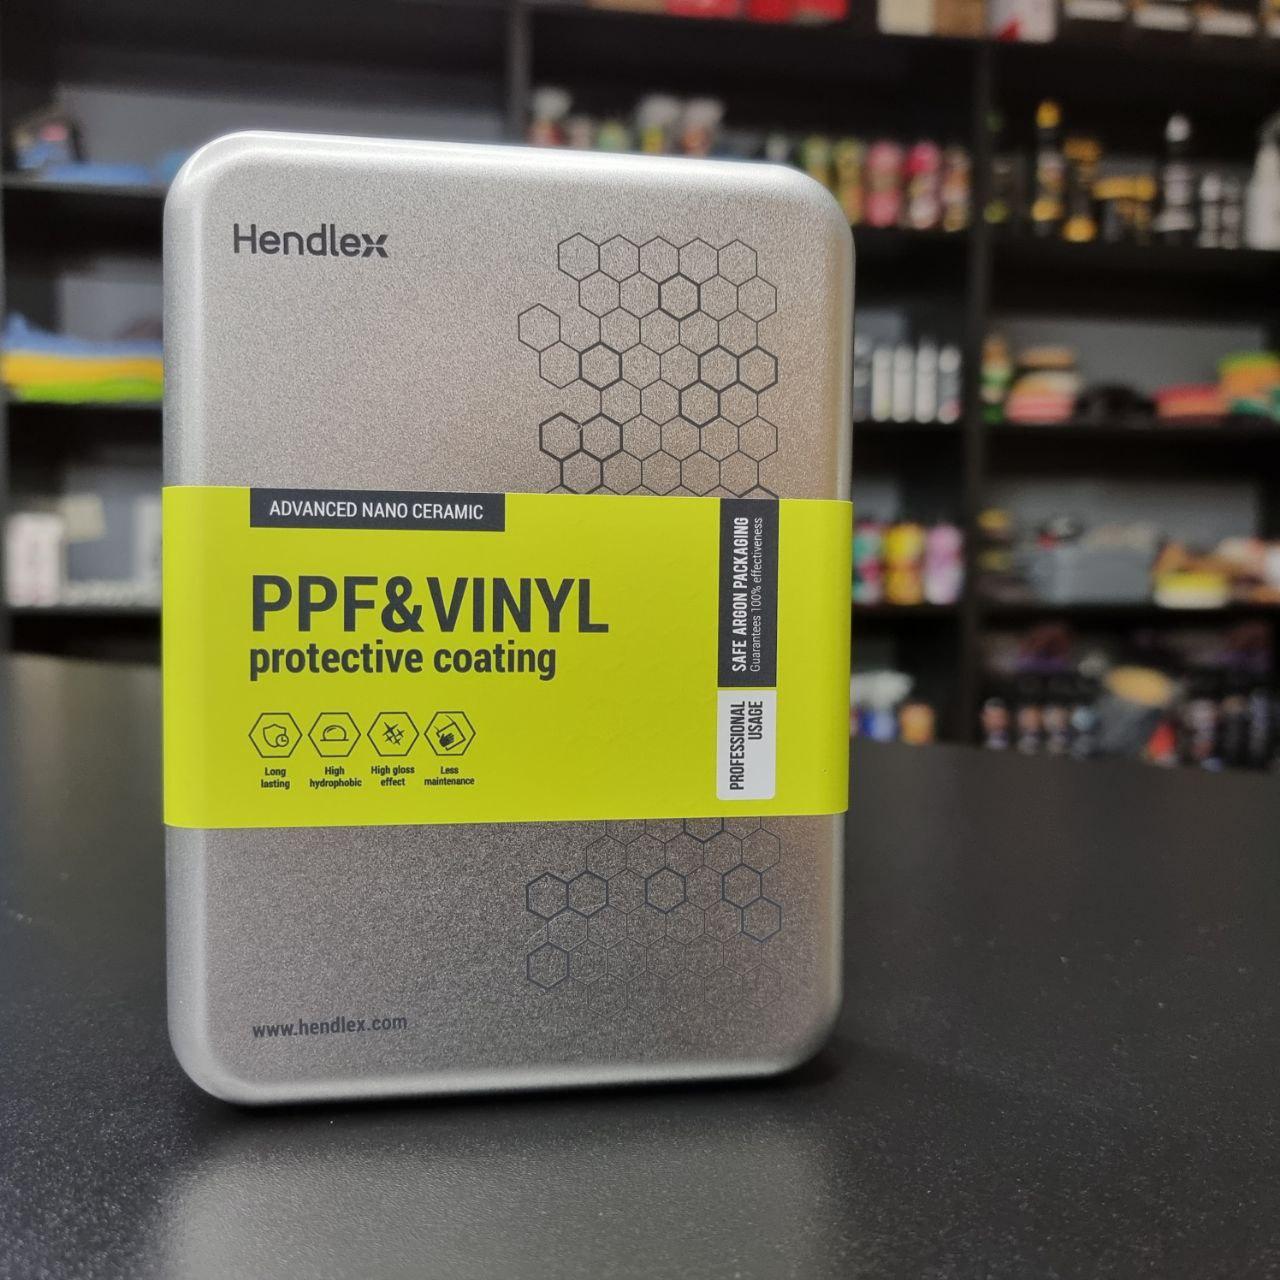 Hendlex
ADVANCED NANO CERAMIC
PPF&VINYL
protective coating
Long
lasting
High
hydrophobic
High gloss
effect
Less
maintenance
SAFE ARGON PACKAGING
Guarantees 100% effectiveness
PROFESSIONAL
USAGE
www.hendlex.com